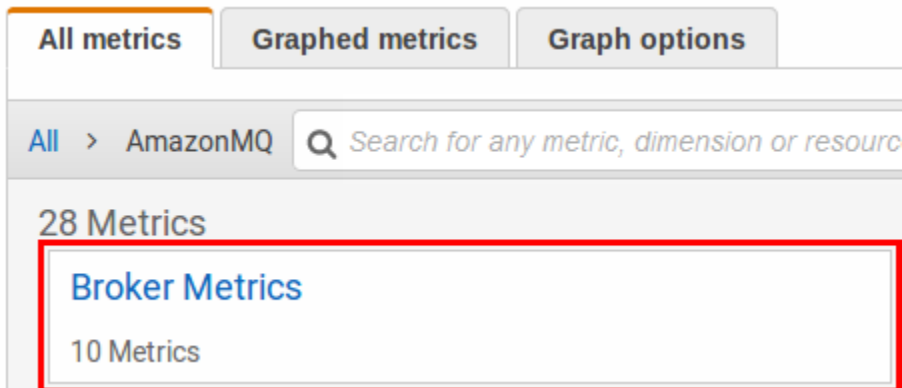 All metrics Graphed metrics Graph options
All > AmazonMQ Search for any metric, dimension or resourc
28 Metrics
Broker Metrics
10 Metrics